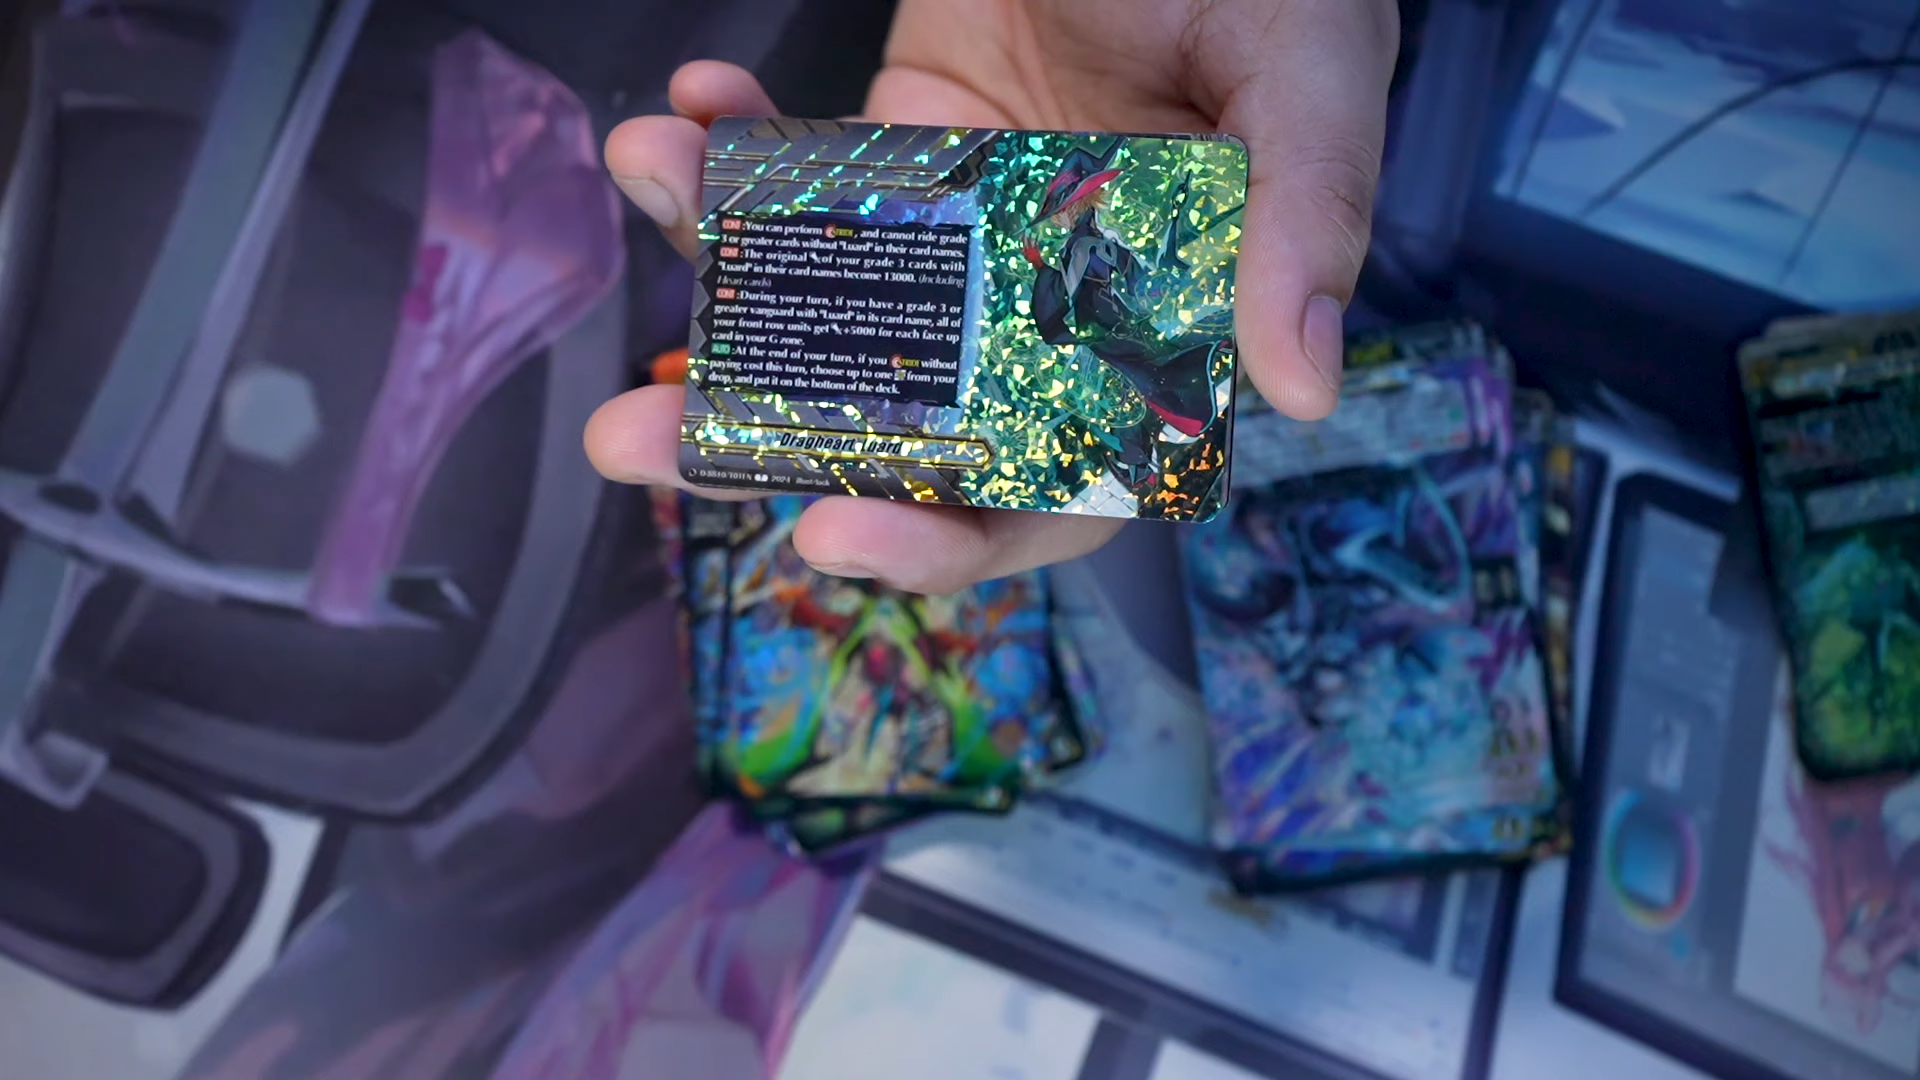 CONT :You can perform STRIDE, and cannot ride grade
3 or greater cards without "Luard" in their card names.
CONT :The original of your grade 3 cards with
"Luard" in their card names become 13000. (Including
Heart cards)
CONT :During your turn, if you have a grade 3 or
greater vanguard with "Luard" in its card name, all of
your front row units get +5000 for each face up
card in your G zone.
AUTO :At the end of your turn, if you STRIDE without
paying cost this turn, choose up to one from your
drop, and put it on the bottom of the deck.
Dragheart, Luard
2024